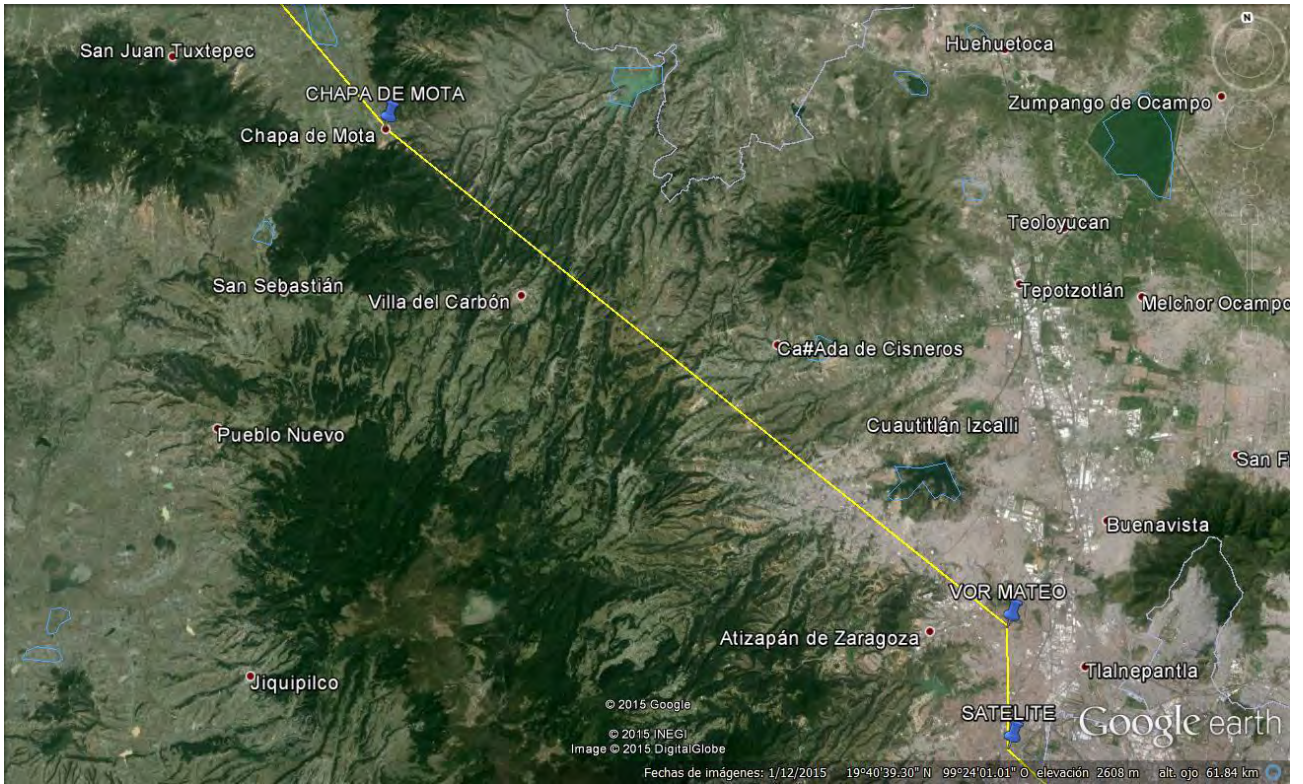 San Juan Tuxtepec
Huehuetoca
N
CHAPA DE MOTA
Zumpango de Ocampo
Chapa de Mota
Teoloyucan
San Sebastián
Villa del Carbón
Tepotzotlán
Melchor Ocampo
Ca#Ada de Cisneros
Pueblo Nuevo
Cuautitlán Izcalli
San Fi
Buenavista
VOR MATEO
Atizapán de Zaragoza
Tlalnepantla
Jiquipilco
© 2015 Google
SATELITE
Google earth
© 2015 INEGI
Image © 2015 DigitalGlobe
Fechas de imágenes: 1/12/2015 19°40'39.30" N 99°24'01.01" O elevación 2608 m alt. ojo 61.84 km